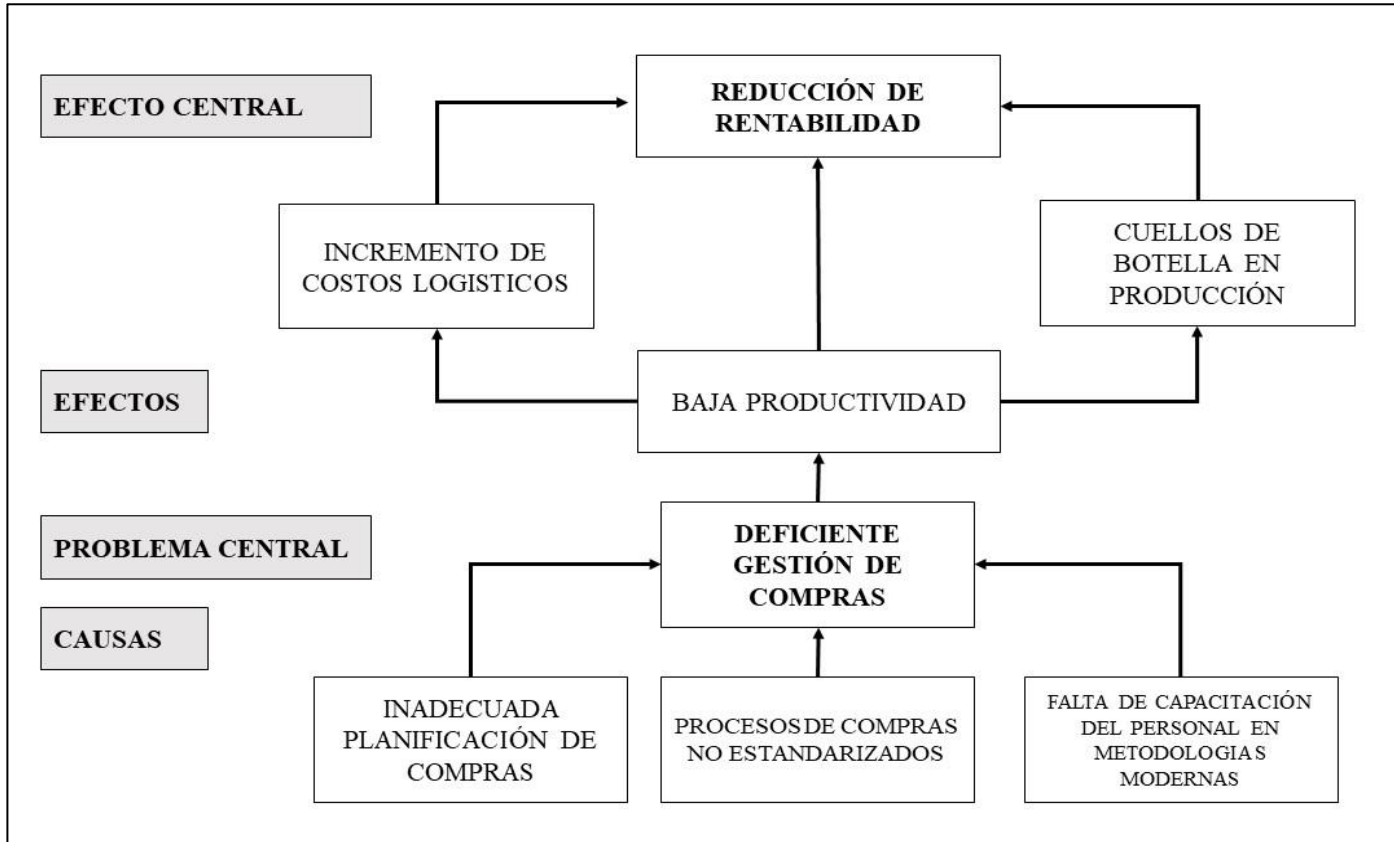 EFECTO CENTRAL
REDUCCIÓN DE
RENTABILIDAD
INCREMENTO DE
COSTOS LOGISTICOS
CUELLOS DE
BOTELLA EN
PRODUCCIÓN
EFECTOS
BAJA PRODUCTIVIDAD
PROBLEMA CENTRAL
DEFICIENTE
GESTIÓN DE
COMPRAS
CAUSAS
INADECUADA
PLANIFICACIÓN DE
COMPRAS
PROCESOS DE COMPRAS
NO ESTANDARIZADOS
FALTA DE CAPACITACIÓN
DEL PERSONAL EN
METODOLOGIAS
MODERNAS